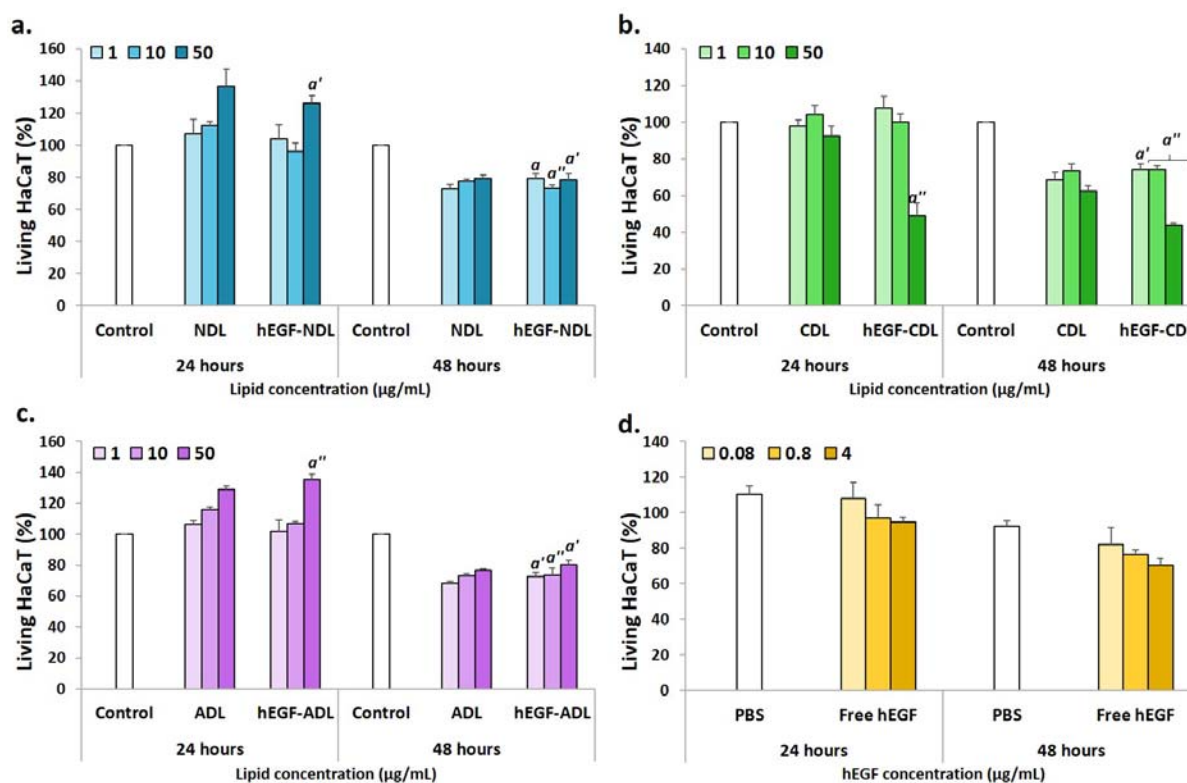 a.
1 10 50
Living HaCaT (%)
160
140
120
100
80
60
40
20
0
a'
a a'' a'
Control NDL hEGF-NDL Control NDL hEGF-NDL
24 hours 48 hours
Lipid concentration (µg/mL)
b.
1 10 50
Living HaCaT (%)
140
120
100
80
60
40
20
0
a''
a' a''
Control CDL hEGF-CDL Control CDL hEGF-CD
24 hours 48 hours
Lipid concentration (µg/mL)
c.
1 10 50
Living HaCaT (%)
160
140
120
100
80
60
40
20
0
a''
a' a'' a'
Control ADL hEGF-ADL Control ADL hEGF-ADL
24 hours 48 hours
Lipid concentration (µg/mL)
d.
0.08 0.8 4
Living HaCaT (%)
140
120
100
80
60
40
20
0
PBS Free hEGF PBS Free hEGF
24 hours 48 hours
hEGF concentration (µg/mL)